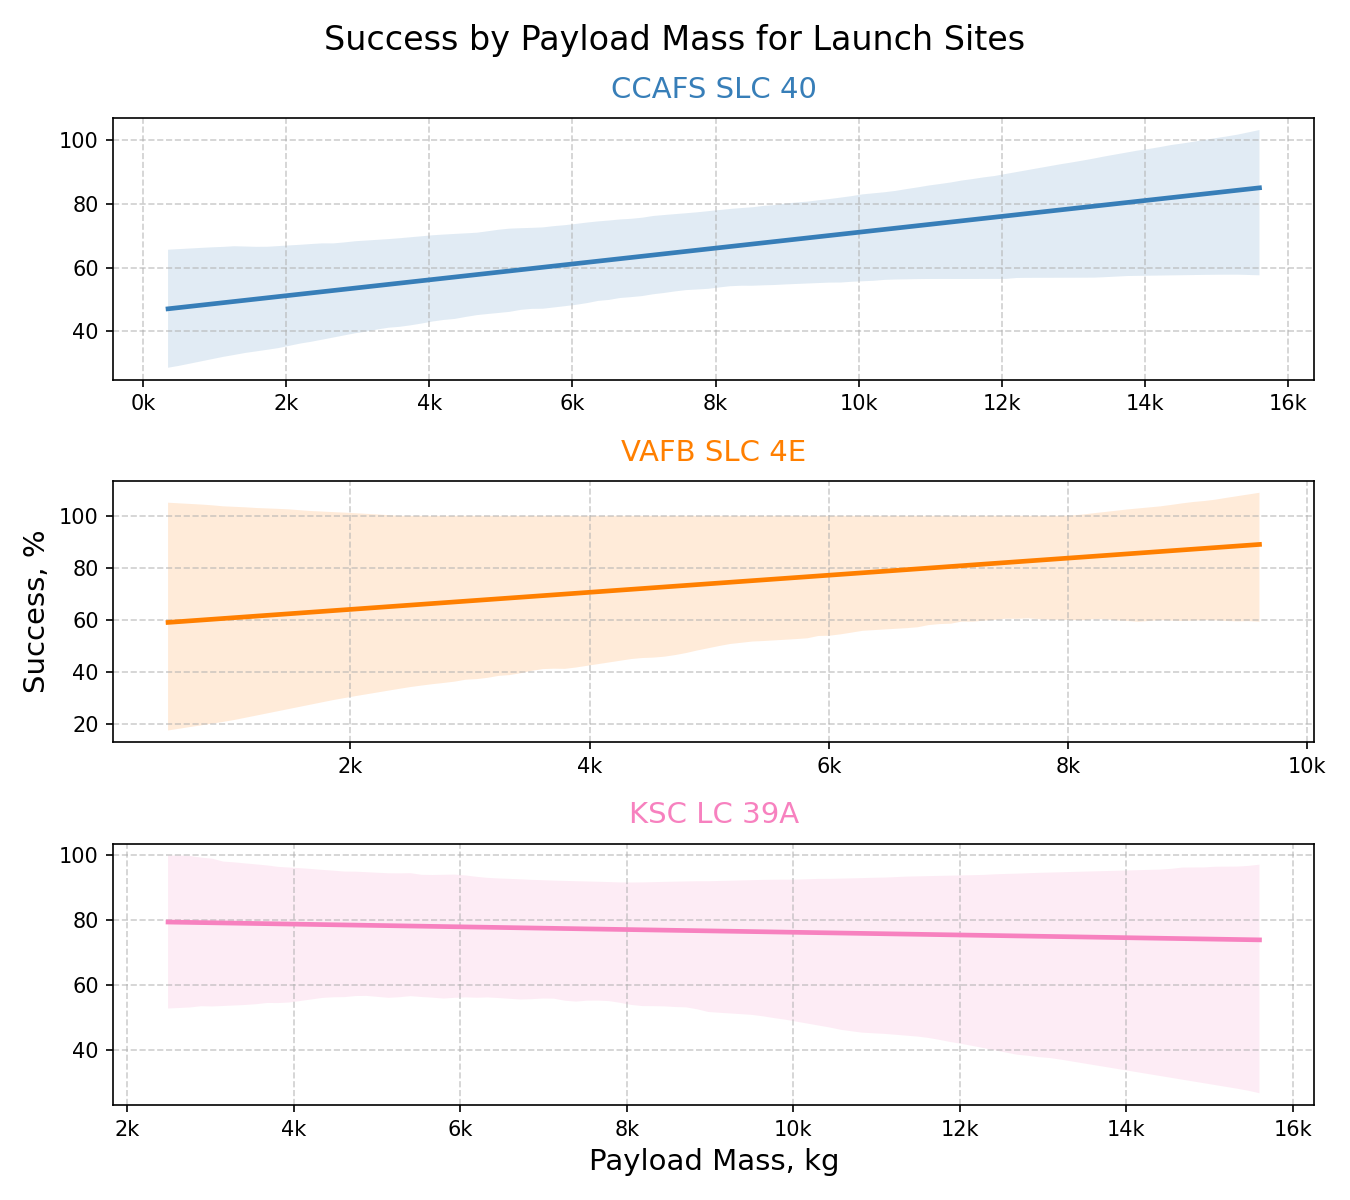 Success by Payload Mass for Launch Sites
CCAFS SLC 40
100
80
60
40
0k 2k 4k 6k 8k 10k 12k 14k 16k
VAFB SLC 4E
Success, %
100
80
60
40
20
2k 4k 6k 8k 10k
KSC LC 39A
100
80
60
40
2k 4k 6k 8k 10k 12k 14k 16k
Payload Mass, kg